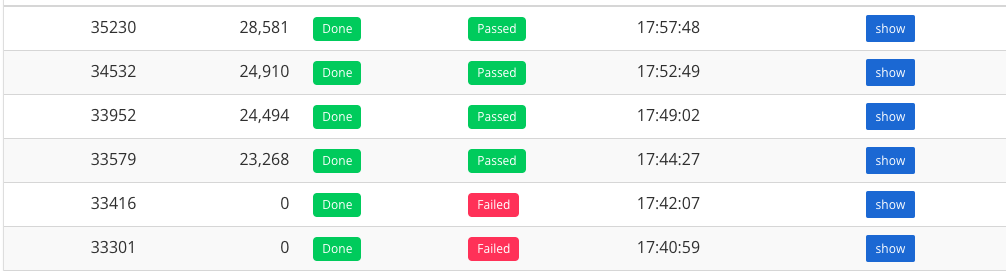 35230 28,581 Done Passed 17:57:48 show
34532 24,910 Done Passed 17:52:49 show
33952 24,494 Done Passed 17:49:02 show
33579 23,268 Done Passed 17:44:27 show
33416 0 Done Failed 17:42:07 show
33301 0 Done Failed 17:40:59 show